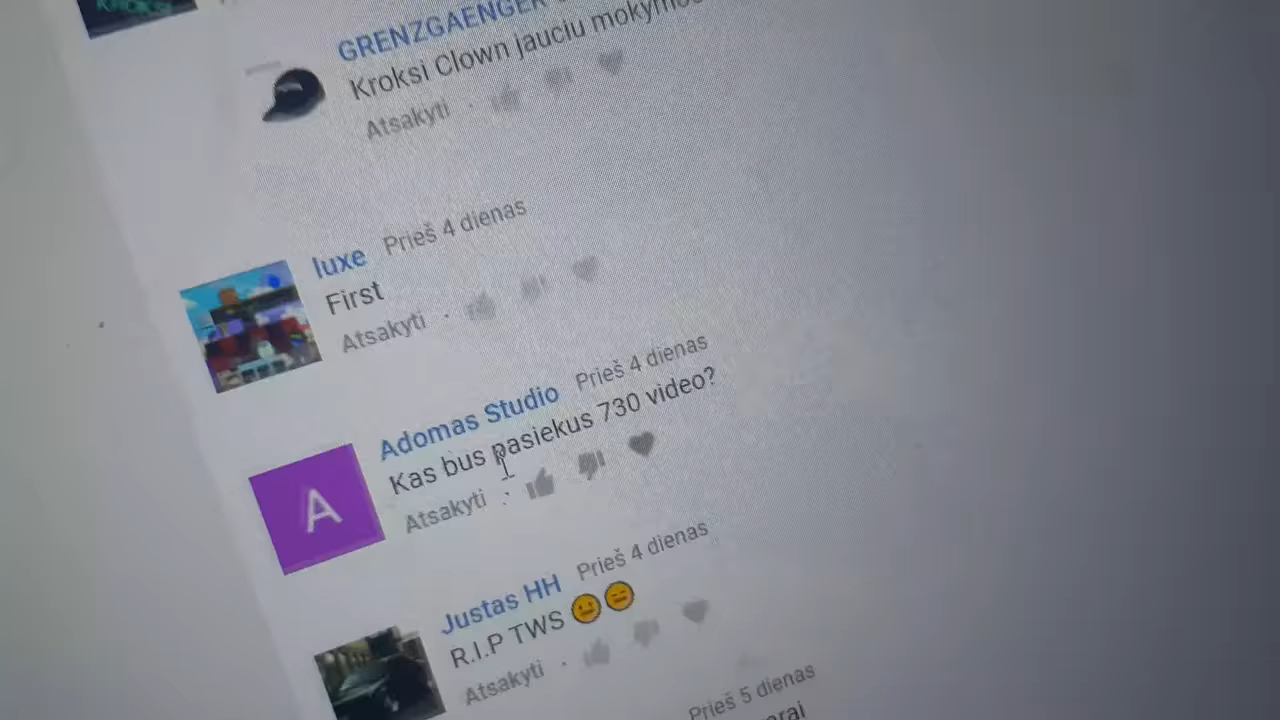 GRENZGAENGER
Kroksi Clown jauciu mokymos
Atsakyti
luxe Prieš 4 dienas
First
Atsakyti
Adomas Studio Prieš 4 dienas
Kas bus pasiekus 730 video?
Atsakyti
A
Justas HH Prieš 4 dienas
R.I.P TWS 😐😑
Atsakyti
Prieš 5 dienas